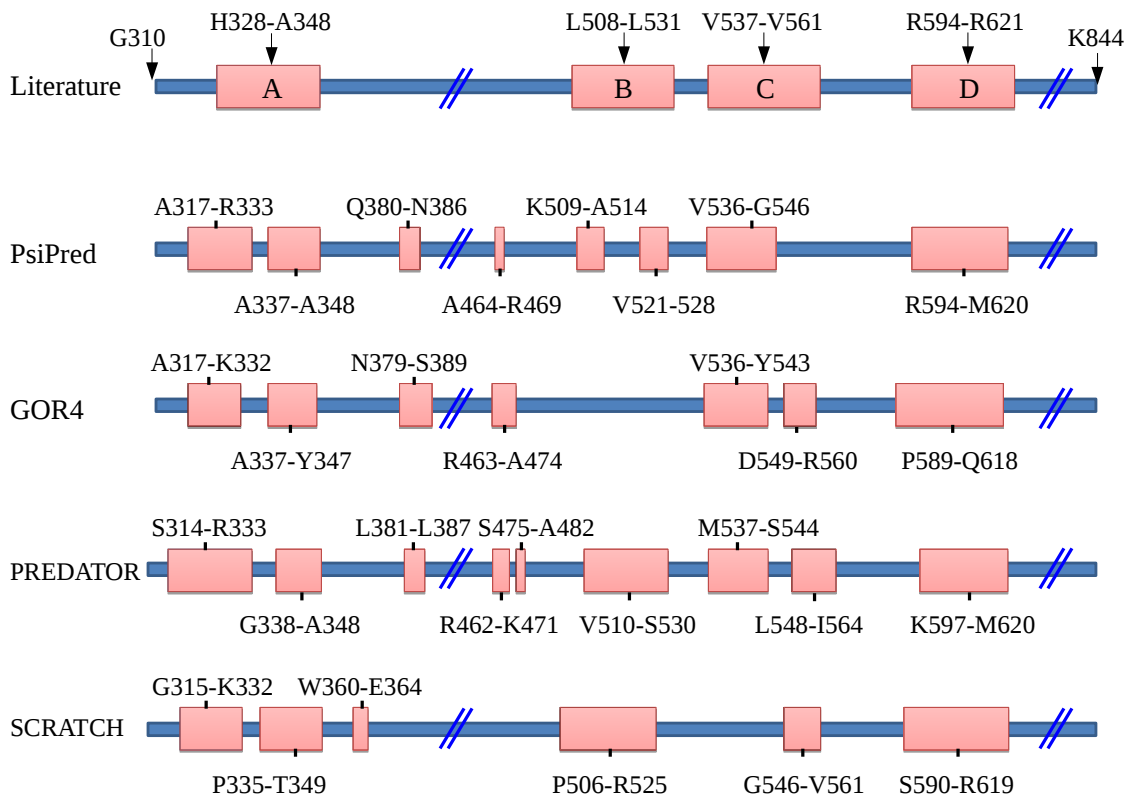 H328-A348 L508-L531 V537-V561 R594-R621
G310 K844
Literature A B C D
A317-R333 Q380-N386 K509-A514 V536-G546
PsiPred
A337-A348 A464-R469 V521-528 R594-M620
A317-K332 N379-S389 V536-Y543
GOR4
A337-Y347 R463-A474 D549-R560 P589-Q618
S314-R333 L381-L387 S475-A482 M537-S544
PREDATOR
G338-A348 R462-K471 V510-S530 L548-I564 K597-M620
G315-K332 W360-E364
SCRATCH
P335-T349 P506-R525 G546-V561 S590-R619